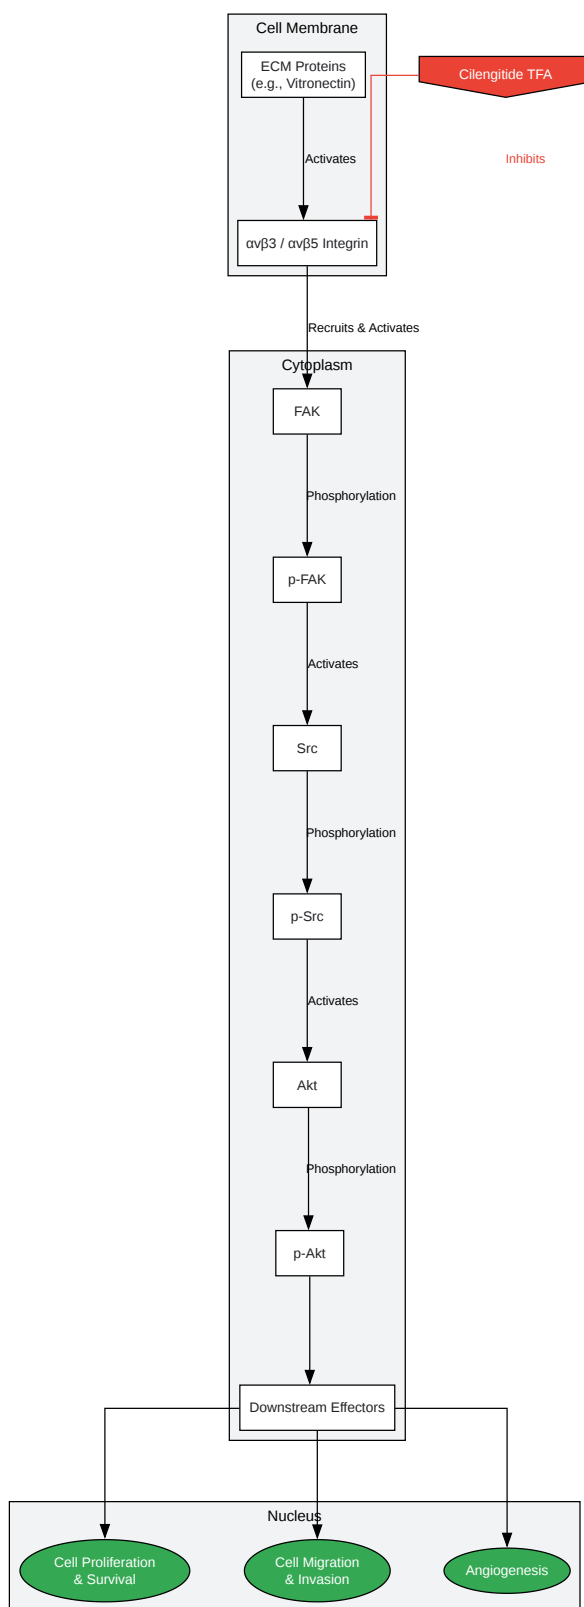 Cell Membrane
ECM Proteins
(e.g., Vitronectin)
Cilengitide TFA
Activates
Inhibits
αvβ3 / αvβ5 Integrin
Recruits & Activates
Cytoplasm
FAK
Phosphorylation
p-FAK
Activates
Src
Phosphorylation
p-Src
Activates
Akt
Phosphorylation
p-Akt
Downstream Effectors
Nucleus
Cell Proliferation
& Survival
Cell Migration
& Invasion
Angiogenesis